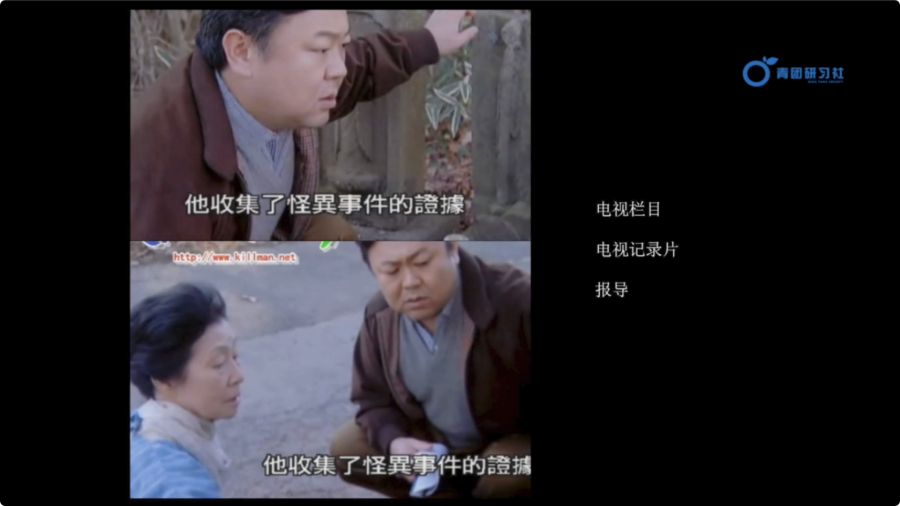 青团研习社
他收集了怪異事件的證據
电视栏目
电视记录片
报导
http://www.killman.net
他收集了怪異事件的證據